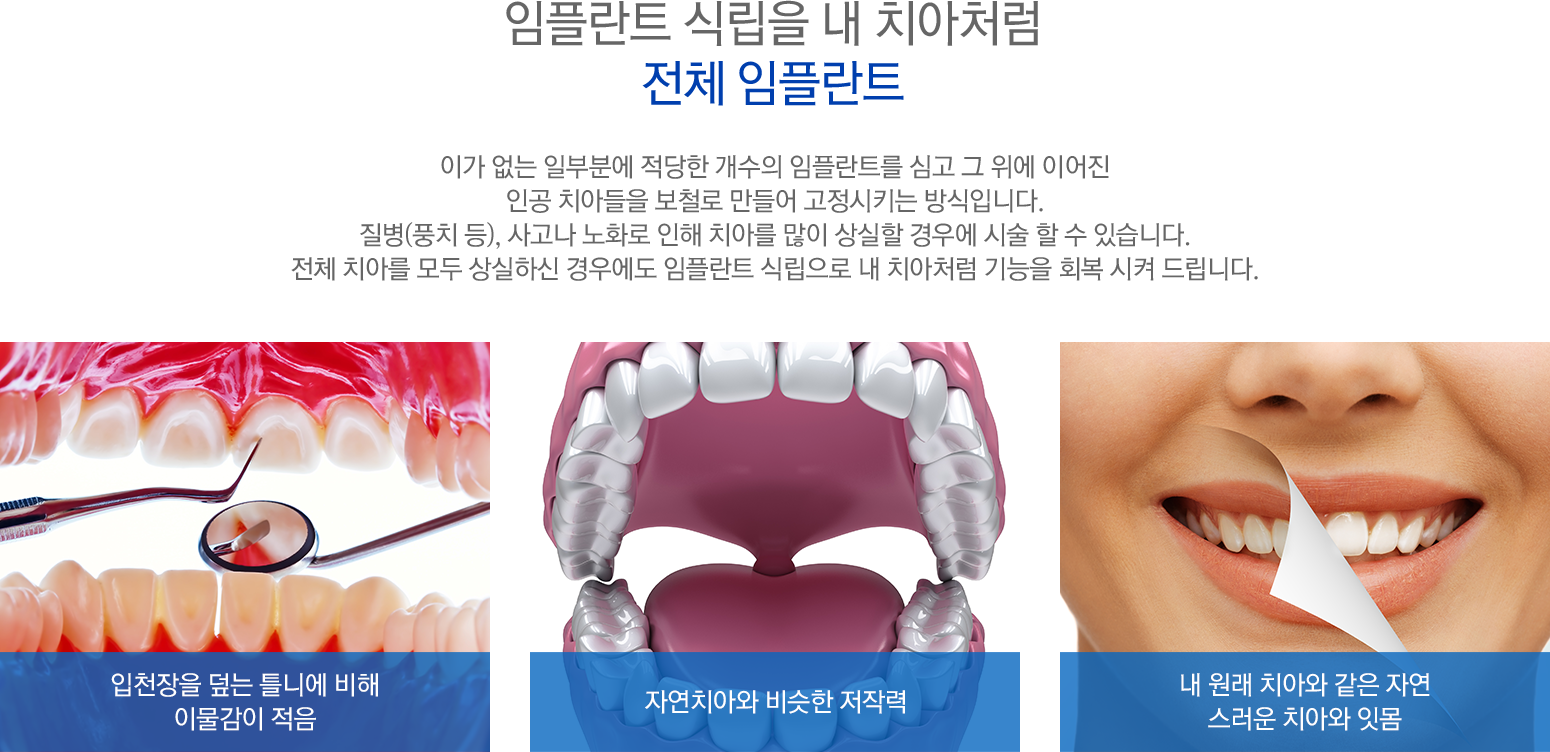 임플란트 식립을 내 치아처럼
전체 임플란트
이가 없는 일부분에 적당한 개수의 임플란트를 심고 그 위에 이어진
인공 치아들을 보철로 만들어 고정시키는 방식입니다.
질병(풍치 등), 사고나 노화로 인해 치아를 많이 상실할 경우에 시술 할 수 있습니다.
전체 치아를 모두 상실하신 경우에도 임플란트 식립으로 내 치아처럼 기능을 회복 시켜 드립니다.
입천장을 덮는 틀니에 비해
이물감이 적음
자연치아와 비슷한 저작력
내 원래 치아와 같은 자연
스러운 치아와 잇몸